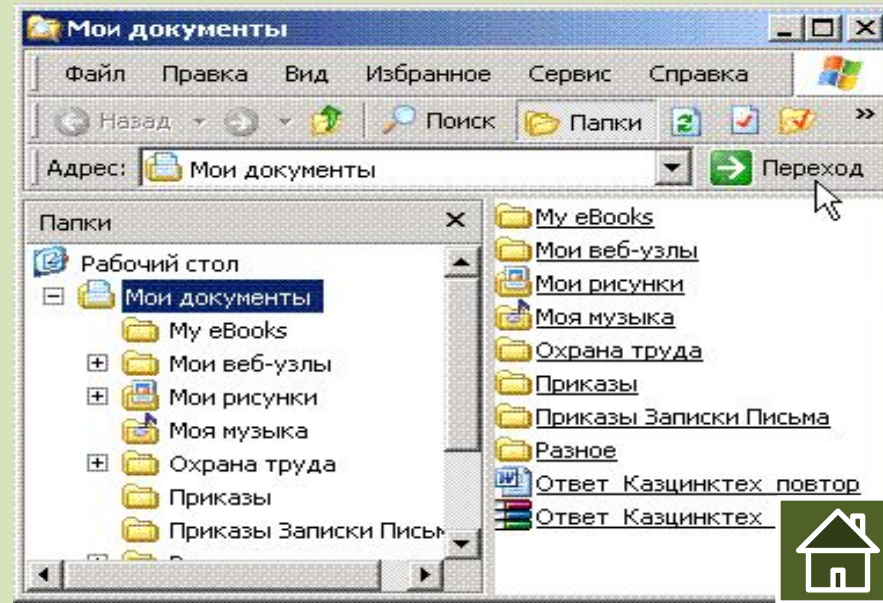 Мои документы
Файл Правка Вид Избранное Сервис Справка
Назад Поиск Папки »
Адрес: Мои документы Переход
Папки
Рабочий стол
Мои документы
My eBooks
Мои веб-узлы
Мои рисунки
Моя музыка
Охрана труда
Приказы
Приказы Записки Письм
My eBooks
Мои веб-узлы
Мои рисунки
Моя музыка
Охрана труда
Приказы
Приказы Записки Письма
Разное
Ответ Казцинктех повтор
Ответ Казцинктех